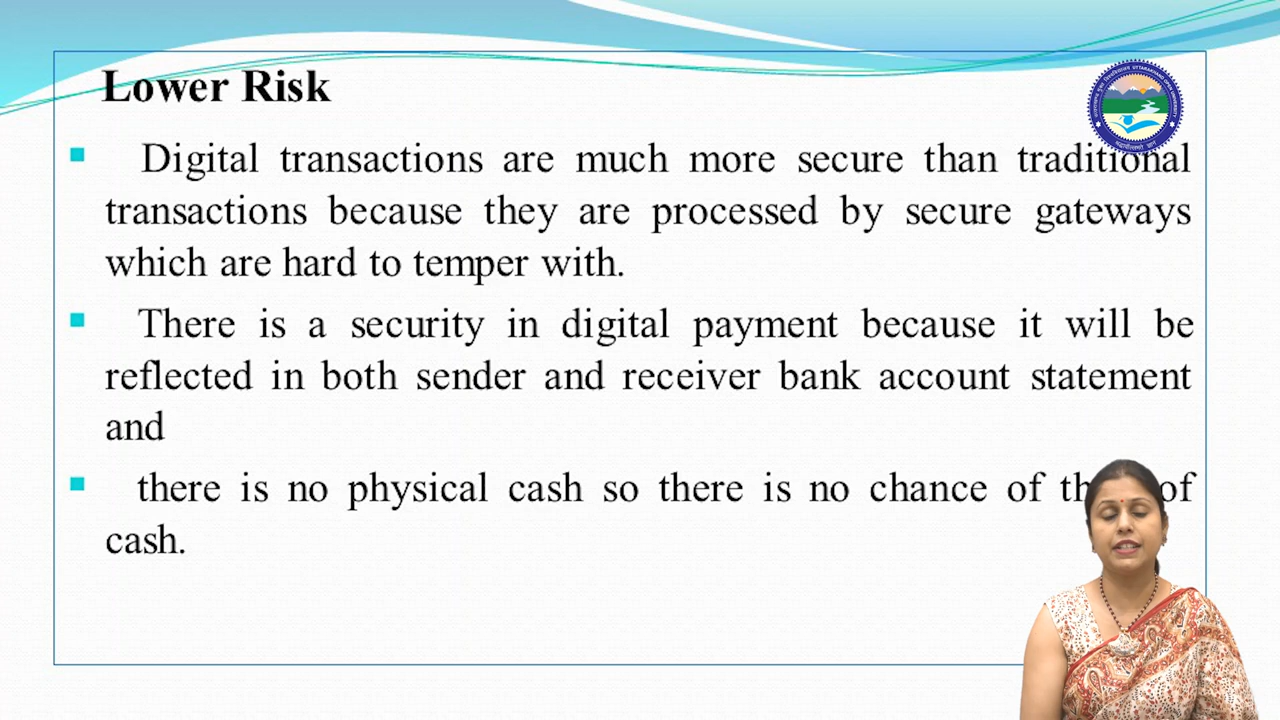 Lower Risk
Digital transactions are much more secure than traditional
transactions because they are processed by secure gateways
which are hard to temper with.
There is a security in digital payment because it will be
reflected in both sender and receiver bank account statement
and
there is no physical cash so there is no chance of of
cash.